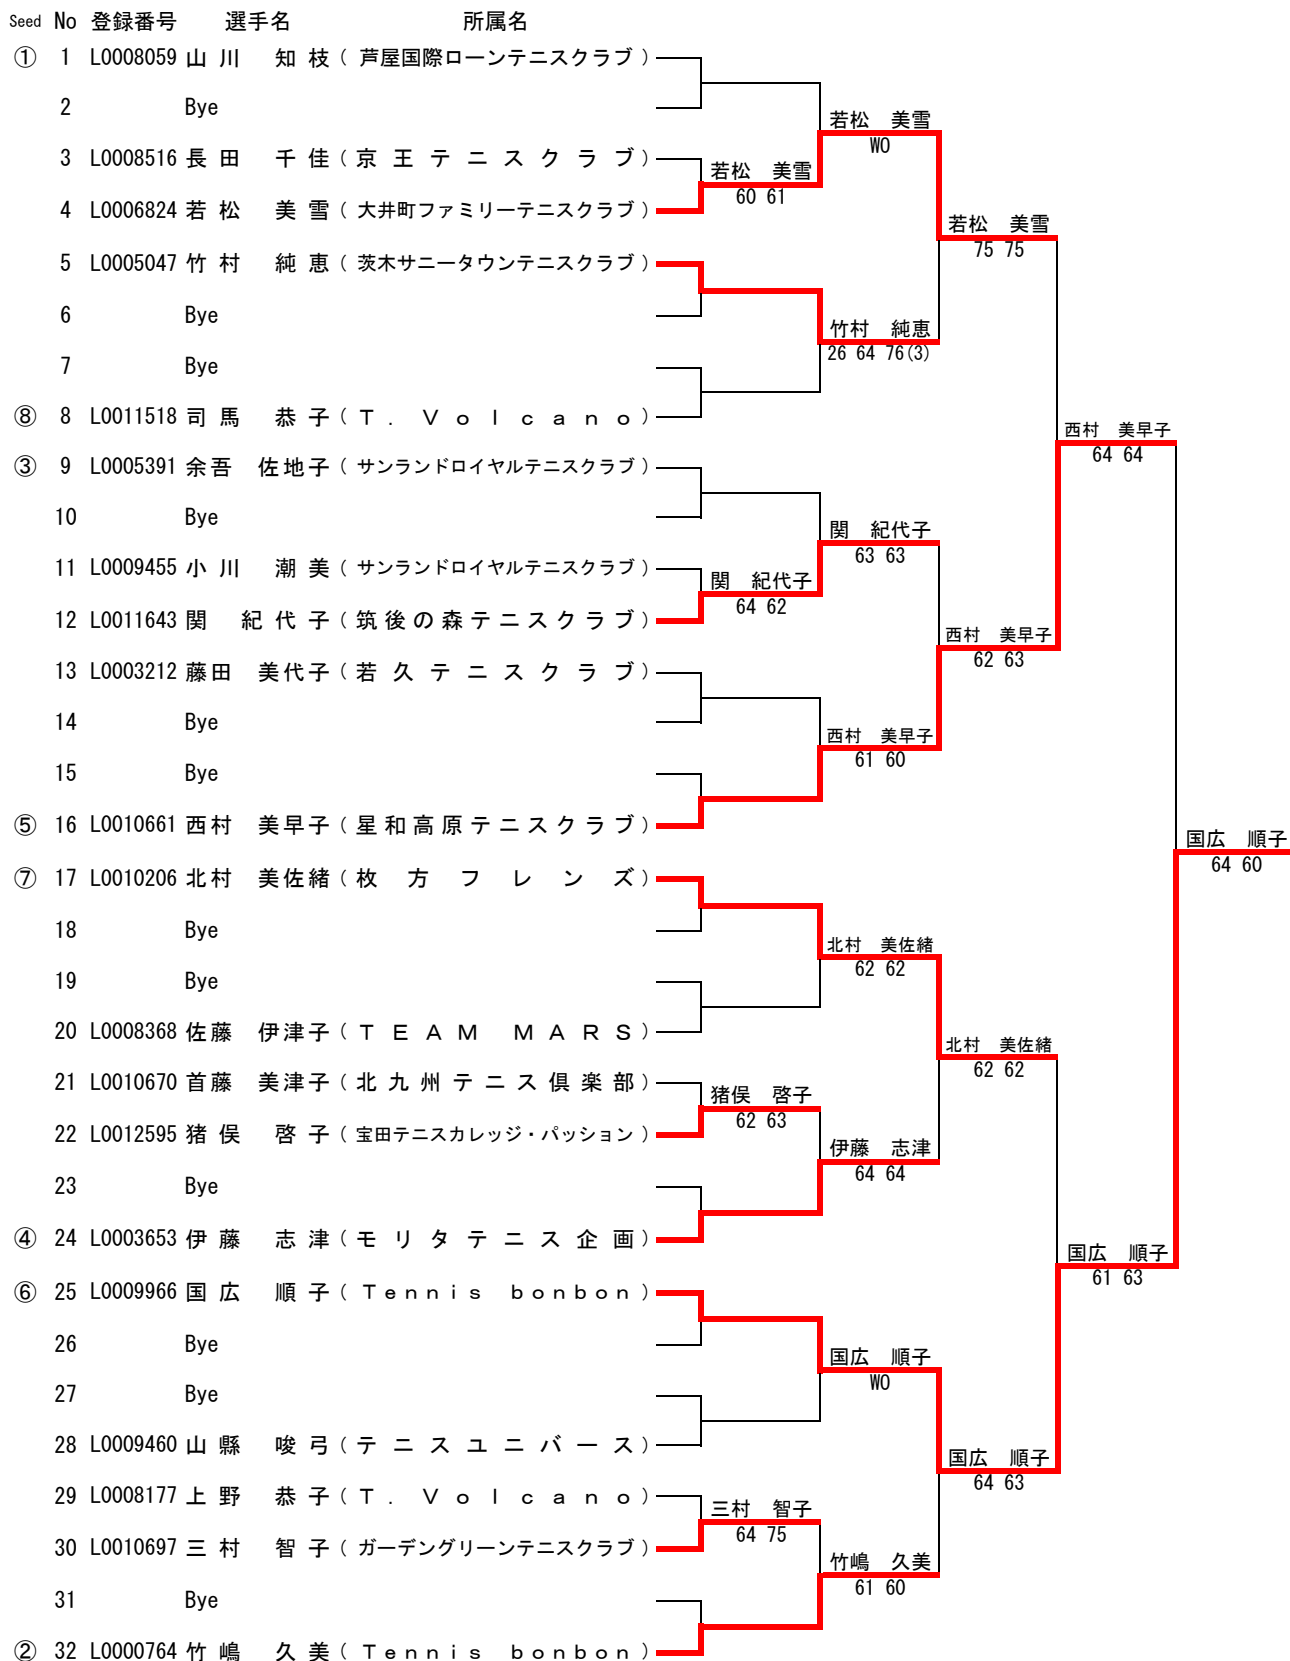 Seed No 登録番号 選手名 所属名
① 1 L0008059 山川 知枝 ( 芦屋国際ローンテニスクラブ )
2 Bye
若松 美雪
WO
3 L0008516 長田 千佳 ( 京王テニスクラブ )
若松 美雪
60 61
4 L0006824 若松 美雪 ( 大井町ファミリーテニスクラブ )
若松 美雪
75 75
5 L0005047 竹村 純恵 ( 茨木サニータウンテニスクラブ )
6 Bye
竹村 純恵
26 64 76(3)
7 Bye
⑧ 8 L0011518 司馬 恭子 ( T. Volcano )
西村 美早子
64 64
③ 9 L0005391 余吾 佐地子 ( サンランドロイヤルテニスクラブ )
10 Bye
関 紀代子
63 63
11 L0009455 小川 潮美 ( サンランドロイヤルテニスクラブ )
関 紀代子
64 62
12 L0011643 関 紀代子 ( 筑後の森テニスクラブ )
西村 美早子
62 63
13 L0003212 藤田 美代子 ( 若久テニスクラブ )
14 Bye
西村 美早子
61 60
15 Bye
⑤ 16 L0010661 西村 美早子 ( 星和高原テニスクラブ )
国広 順子
64 60
⑦ 17 L0010206 北村 美佐緒 ( 枚方フレンズ )
18 Bye
北村 美佐緒
62 62
19 Bye
20 L0008368 佐藤 伊津子 ( TEAM MARS )
北村 美佐緒
62 62
21 L0010670 首藤 美津子 ( 北九州テニス倶楽部 )
猪俣 啓子
62 63
22 L0012595 猪俣 啓子 ( 宝田テニスカレッジ・パッション )
伊藤 志津
64 64
23 Bye
④ 24 L0003653 伊藤 志津 ( モリタテニス企画 )
国広 順子
61 63
⑥ 25 L0009966 国広 順子 ( Tennis bonbon )
26 Bye
国広 順子
WO
27 Bye
28 L0009460 山縣 唆弓 ( テニスユニバース )
国広 順子
64 63
29 L0008177 上野 恭子 ( T. Volcano )
三村 智子
64 75
30 L0010697 三村 智子 ( ガーデングリーンテニスクラブ )
竹嶋 久美
61 60
31 Bye
② 32 L0000764 竹嶋 久美 ( Tennis bonbon )